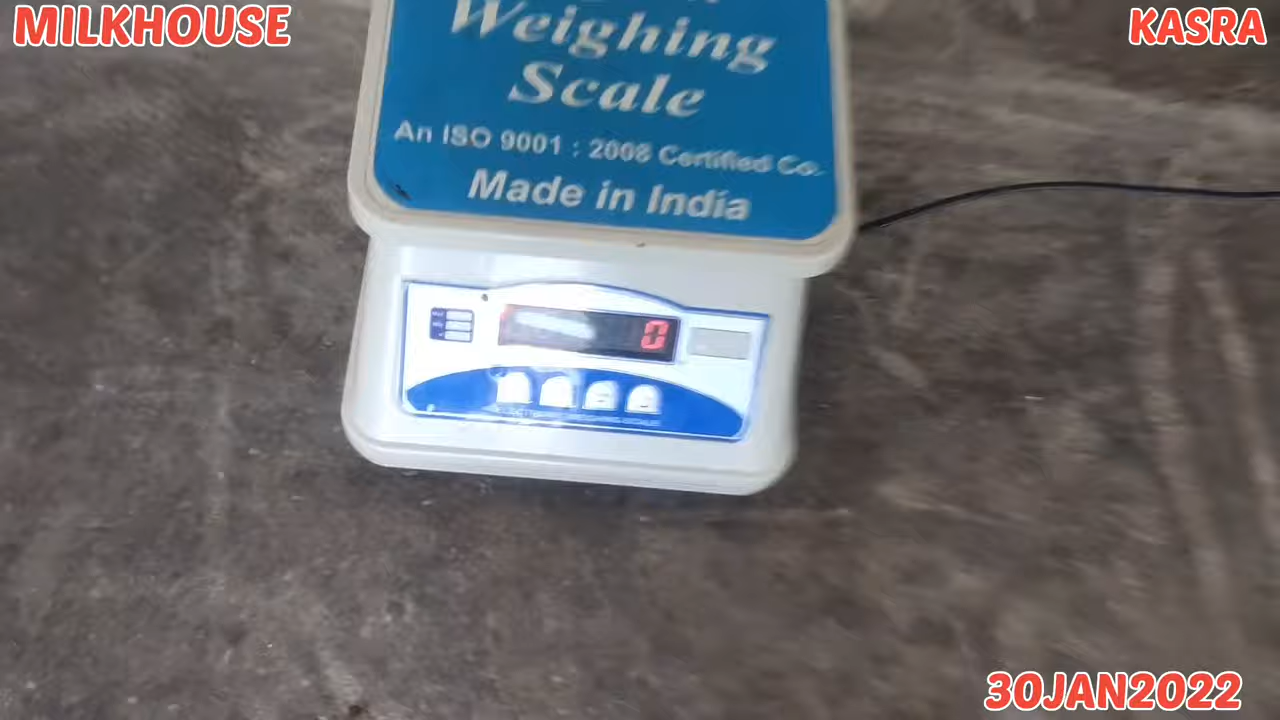 MILKHOUSE
KASRA
Weighing
Scale
An ISO 9001 : 2008 Certified Co.
Made in India
0
30JAN2022